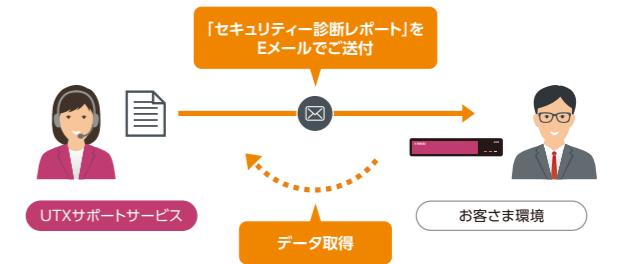 「セキュリティー診断レポート」を
Eメールでご送付
UTXサポートサービス
お客さま環境
データ取得